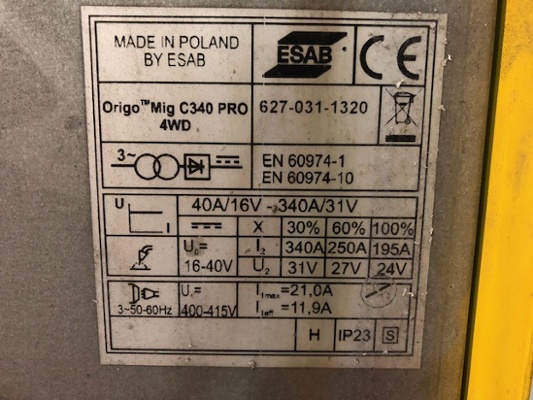 MADE IN POLAND
BY ESAB
ESAB
CE
Origo™Mig C340 PRO
4WD
627-031-1320
3~
EN 60974-1
EN 60974-10
U
I
40A/16V - 340A/31V
X 30% 60% 100%
U₀=
16-40V
I₂ 340A 250A 195A
U₂ 31V 27V 24V
3~50-60Hz
U₁=
400-415V
I₁max=21,0A
I₁eff=11,9A
H IP23 S